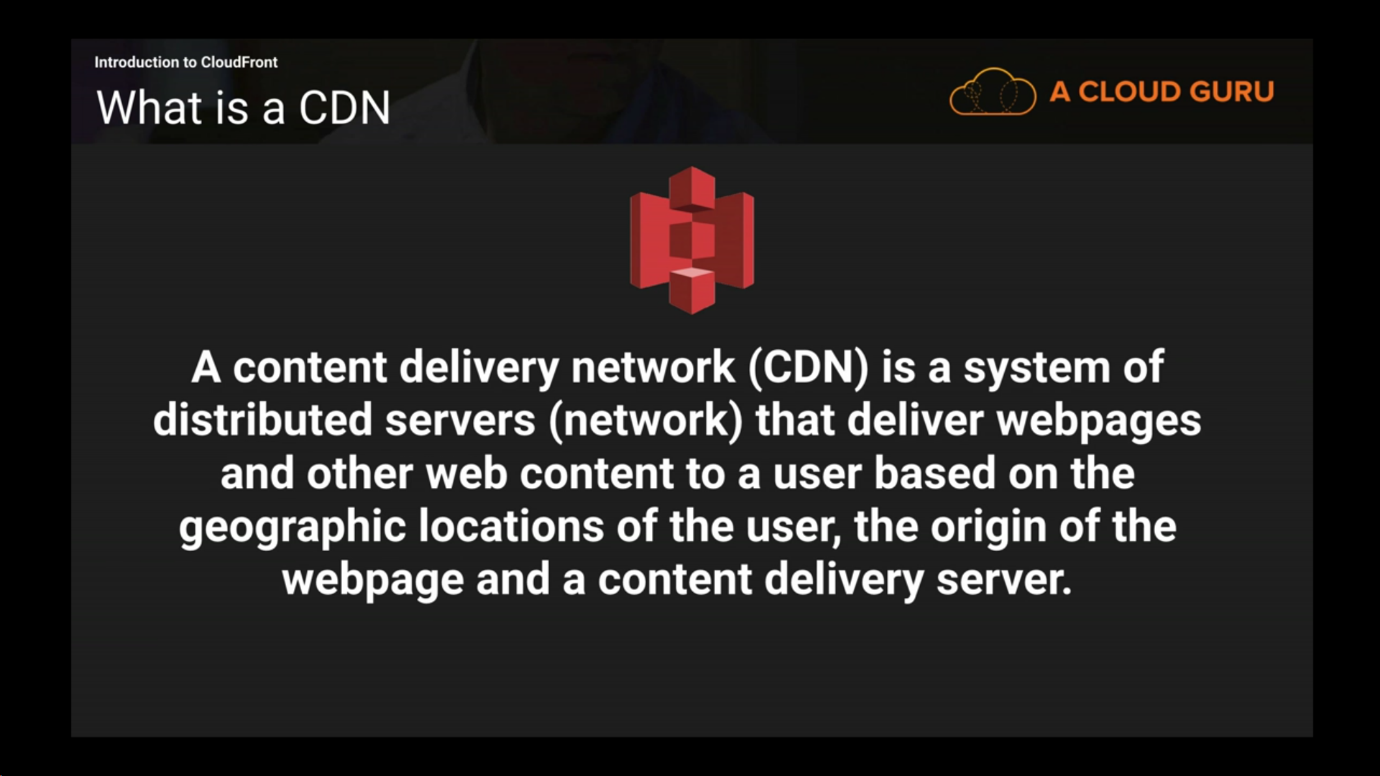 Introduction to CloudFront
What is a CDN
A CLOUD GURU
A content delivery network (CDN) is a system of
distributed servers (network) that deliver webpages
and other web content to a user based on the
geographic locations of the user, the origin of the
webpage and a content delivery server.